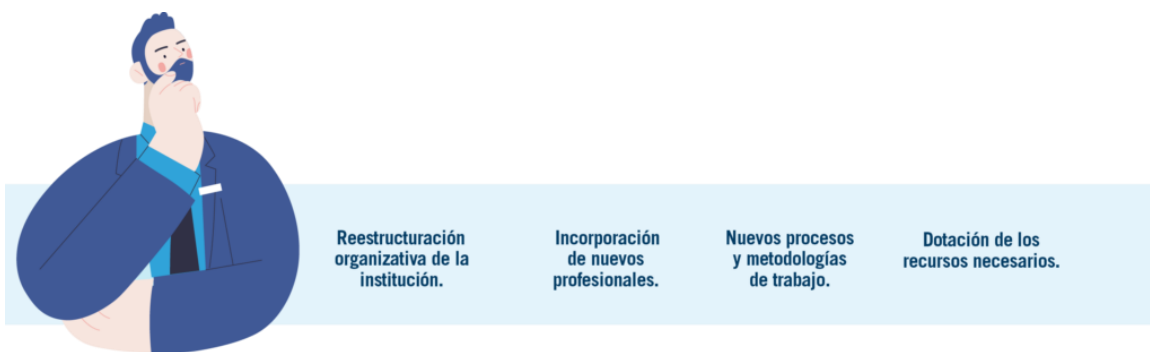 Reestructuración
organizativa de la
institución.
Incorporación
de nuevos
profesionales.
Nuevos procesos
y metodologías
de trabajo.
Dotación de los
recursos necesarios.